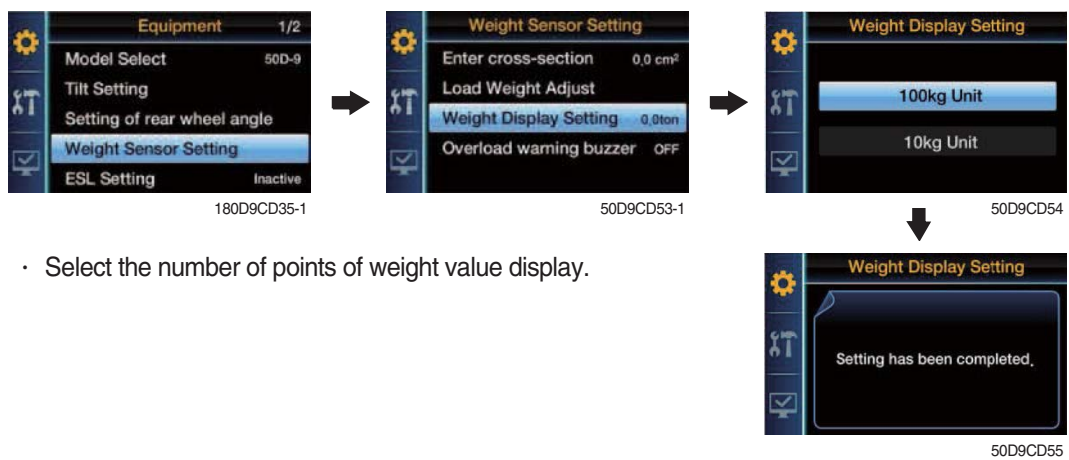 Equipment 1/2
Model Select 50D-9
Tilt Setting
Setting of rear wheel angle
Weight Sensor Setting
ESL Setting Inactive
180D9CD35-1
Weight Sensor Setting
Enter cross-section 0.0 cm²
Load Weight Adjust
Weight Display Setting 0.0ton
Overload warning buzzer OFF
50D9CD53-1
Weight Display Setting
100kg Unit
10kg Unit
50D9CD54
· Select the number of points of weight value display.
Weight Display Setting
Setting has been completed.
50D9CD55